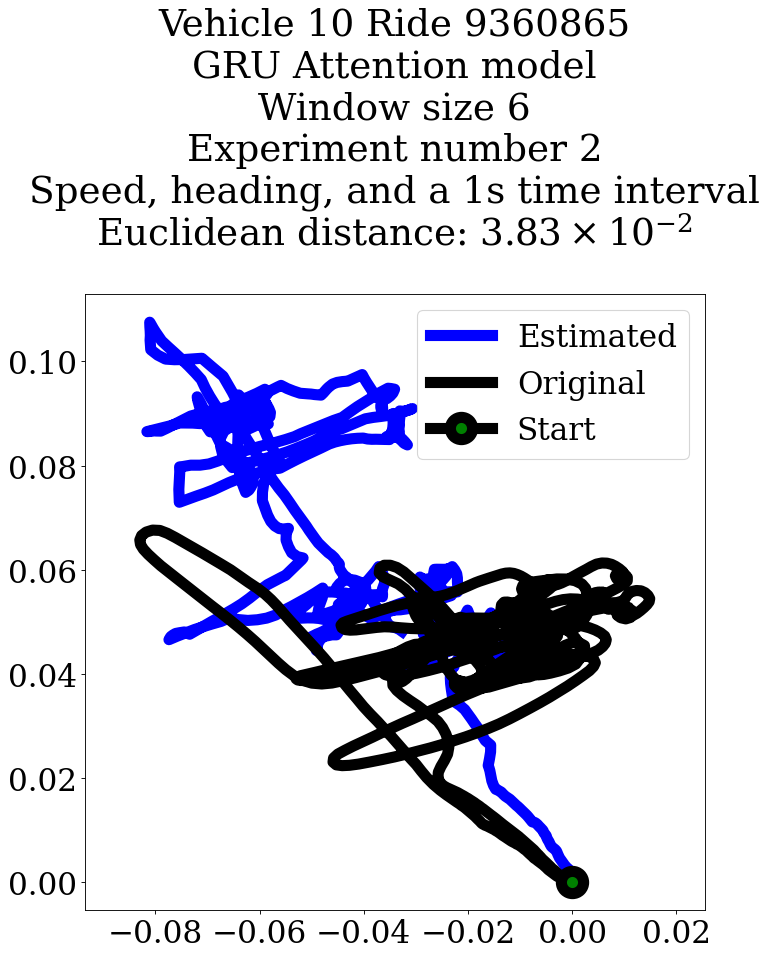 Vehicle 10 Ride 9360865
GRU Attention model
Window size 6
Experiment number 2
Speed, heading, and a 1s time interval
Euclidean distance: 3.83 × 10⁻²
Estimated
Original
Start
0.10
0.08
0.06
0.04
0.02
0.00
−0.08 −0.06 −0.04 −0.02 0.00 0.02